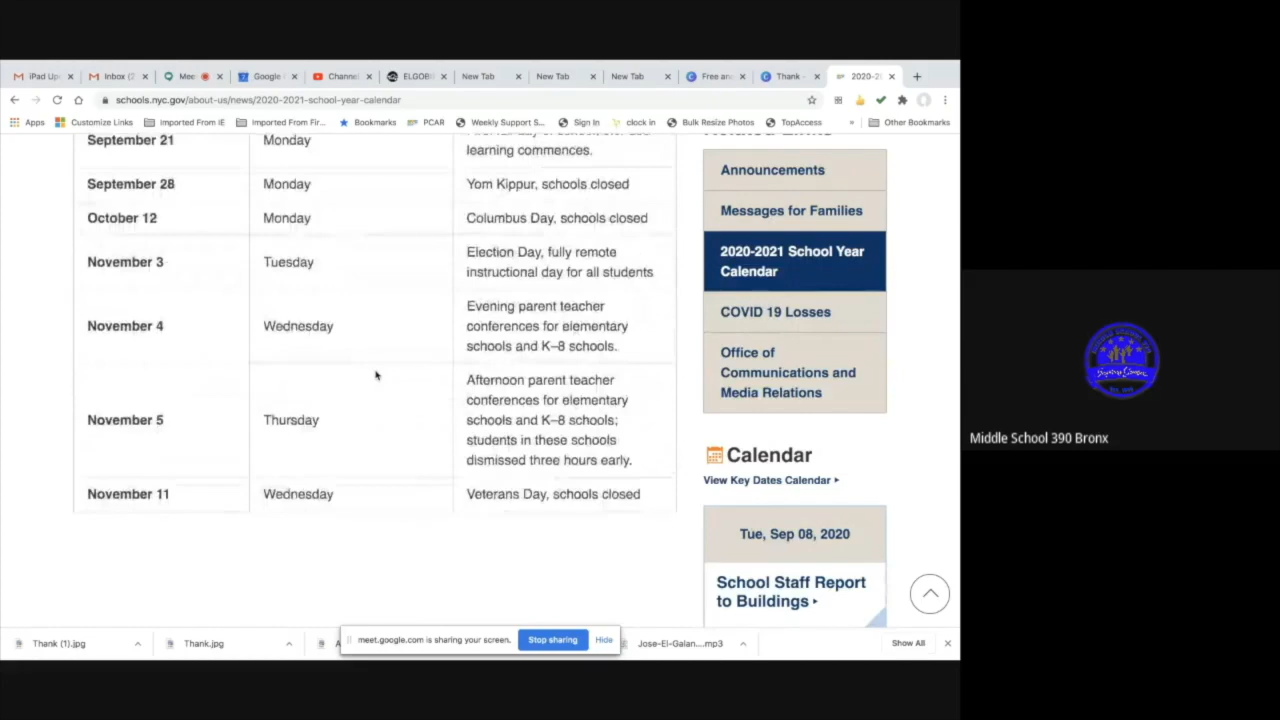 iPad Up
Inbox (2
Mee
Google
Channe
ELGOB
New Tab
New Tab
New Tab
Free an
Thank -
2020-2
schools.nyc.gov/about-us/news/2020-2021-school-year-calendar
Apps
Customize Links
Imported From IE
Imported From Fir...
Bookmarks
PCAR
Weekly Support S...
Sign In
clock in
Bulk Resize Photos
TopAccess
»
Other Bookmarks
September 21
Monday
learning commences.
September 28
Monday
Yom Kippur, schools closed
October 12
Monday
Columbus Day, schools closed
November 3
Tuesday
Election Day, fully remote
instructional day for all students
November 4
Wednesday
Evening parent teacher
conferences for elementary
schools and K–8 schools.
November 5
Thursday
Afternoon parent teacher
conferences for elementary
schools and K–8 schools;
students in these schools
dismissed three hours early.
November 11
Wednesday
Veterans Day, schools closed
Announcements
Messages for Families
2020-2021 School Year
Calendar
COVID 19 Losses
Office of
Communications and
Media Relations
Calendar
View Key Dates Calendar
Tue, Sep 08, 2020
School Staff Report
to Buildings
Middle School 390 Bronx
Thank (1).jpg
Thank.jpg
meet.google.com is sharing your screen.
Stop sharing
Hide
Jose-El-Galan....mp3
Show All